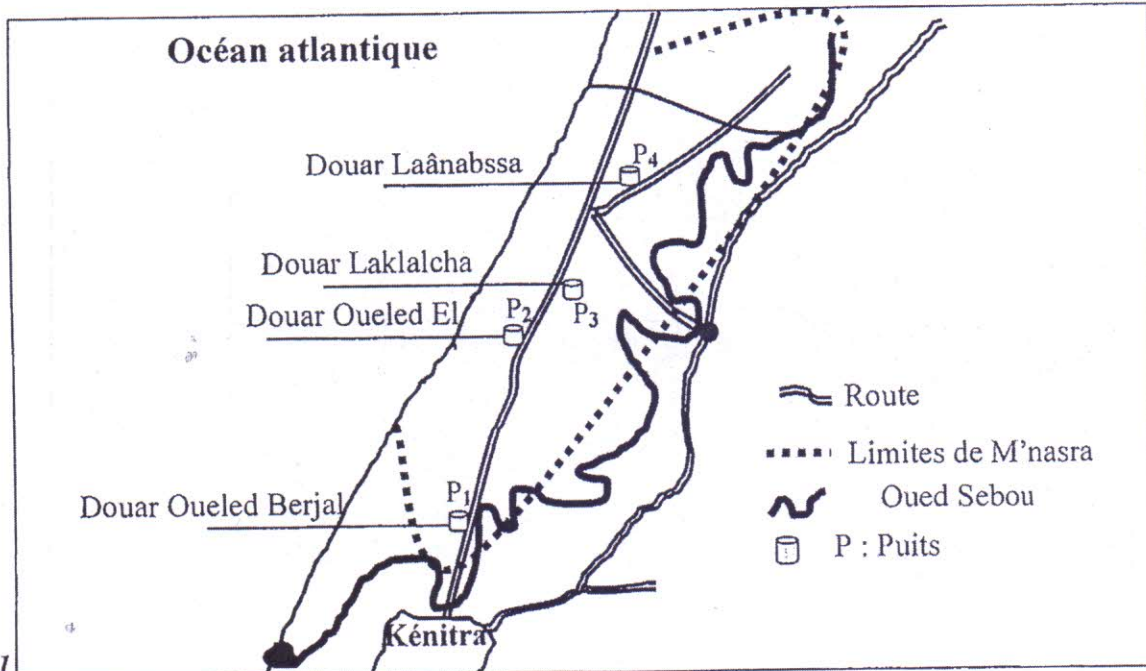 Océan atlantique
Douar Laânabssa
P4
Douar Laklalcha
P3
Douar Oueled El
P2
Route
Limites de M'nasra
Oued Sebou
P : Puits
Douar Oueled Berjal
P1
Kénitra
1